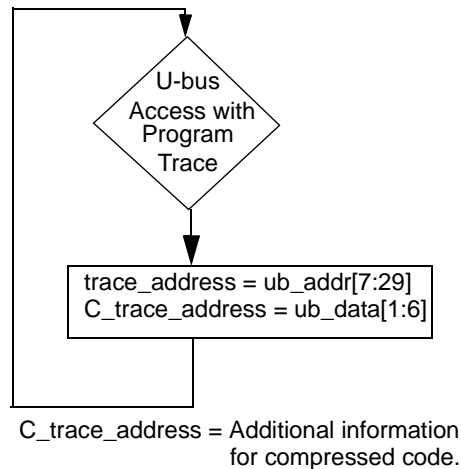 U-bus
Access with
Program
Trace
trace_address = ub_addr[7:29]
C_trace_address = ub_data[1:6]
C_trace_address = Additional information
for compressed code.